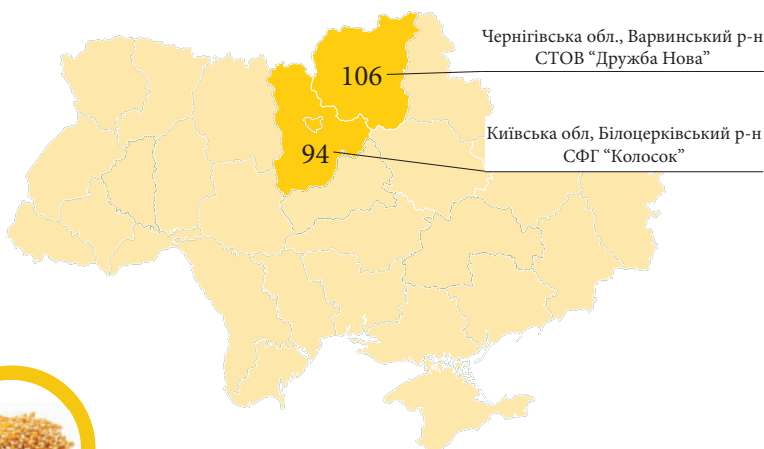 Чернігівська обл., Варвинський р-н
СТОВ “Дружба Нова”
106
Київська обл, Білоцерківський р-н
СФГ “Колосок”
94